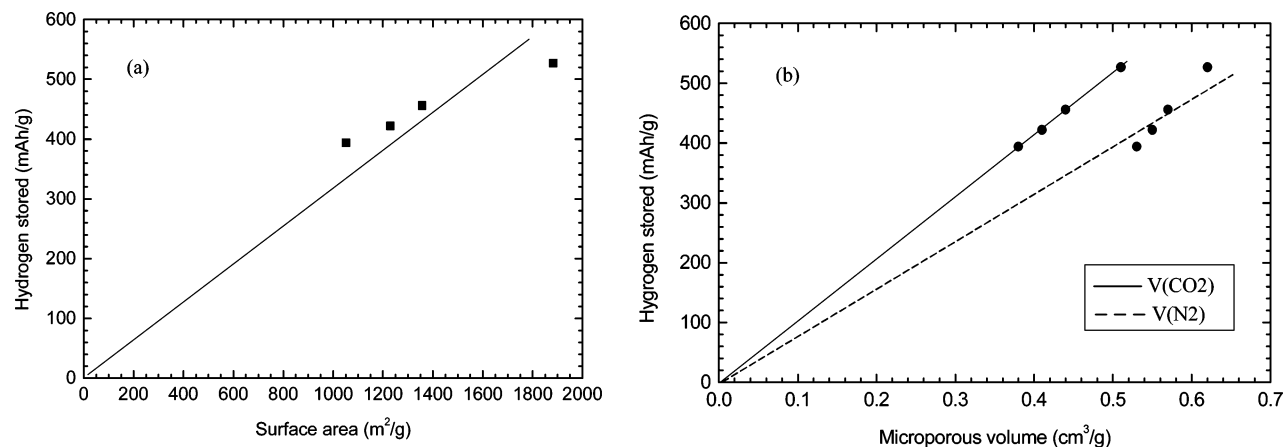 600
500
400
300
200
100
0
Hydrogen stored (mAh/g)
(a)
0 200 400 600 800 1000 1200 1400 1600 1800 2000
Surface area (m²/g)
600
500
400
300
200
100
0
Hygrogen stored (mAh/g)
(b)
V(CO2)
V(N2)
0.0 0.1 0.2 0.3 0.4 0.5 0.6 0.7
Microporous volume (cm³/g)